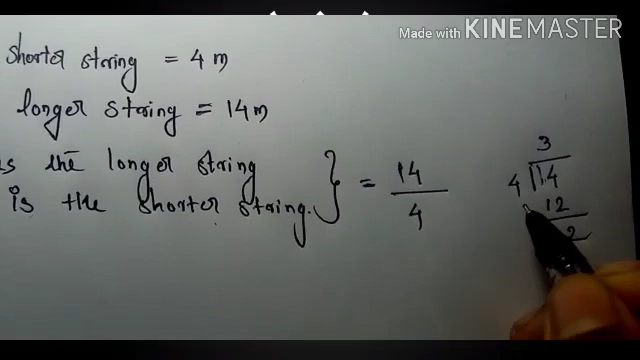 Made with KINEMASTER
shorter string = 4 m
longer string = 14 m
s the longer string
is the shorter string. } = 14/4
3
4 14
12
2